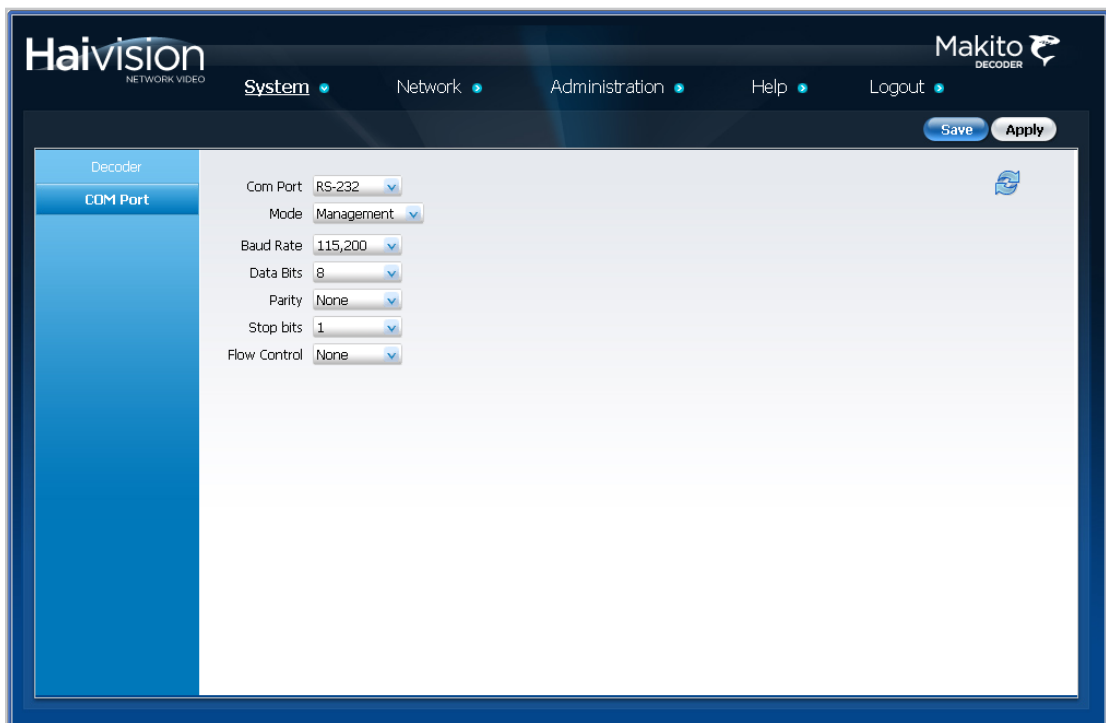 Haivision
NETWORK VIDEO
Makito
DECODER
System Network Administration Help Logout
Save Apply
Decoder
COM Port
Com Port RS-232
Mode Management
Baud Rate 115,200
Data Bits 8
Parity None
Stop bits 1
Flow Control None